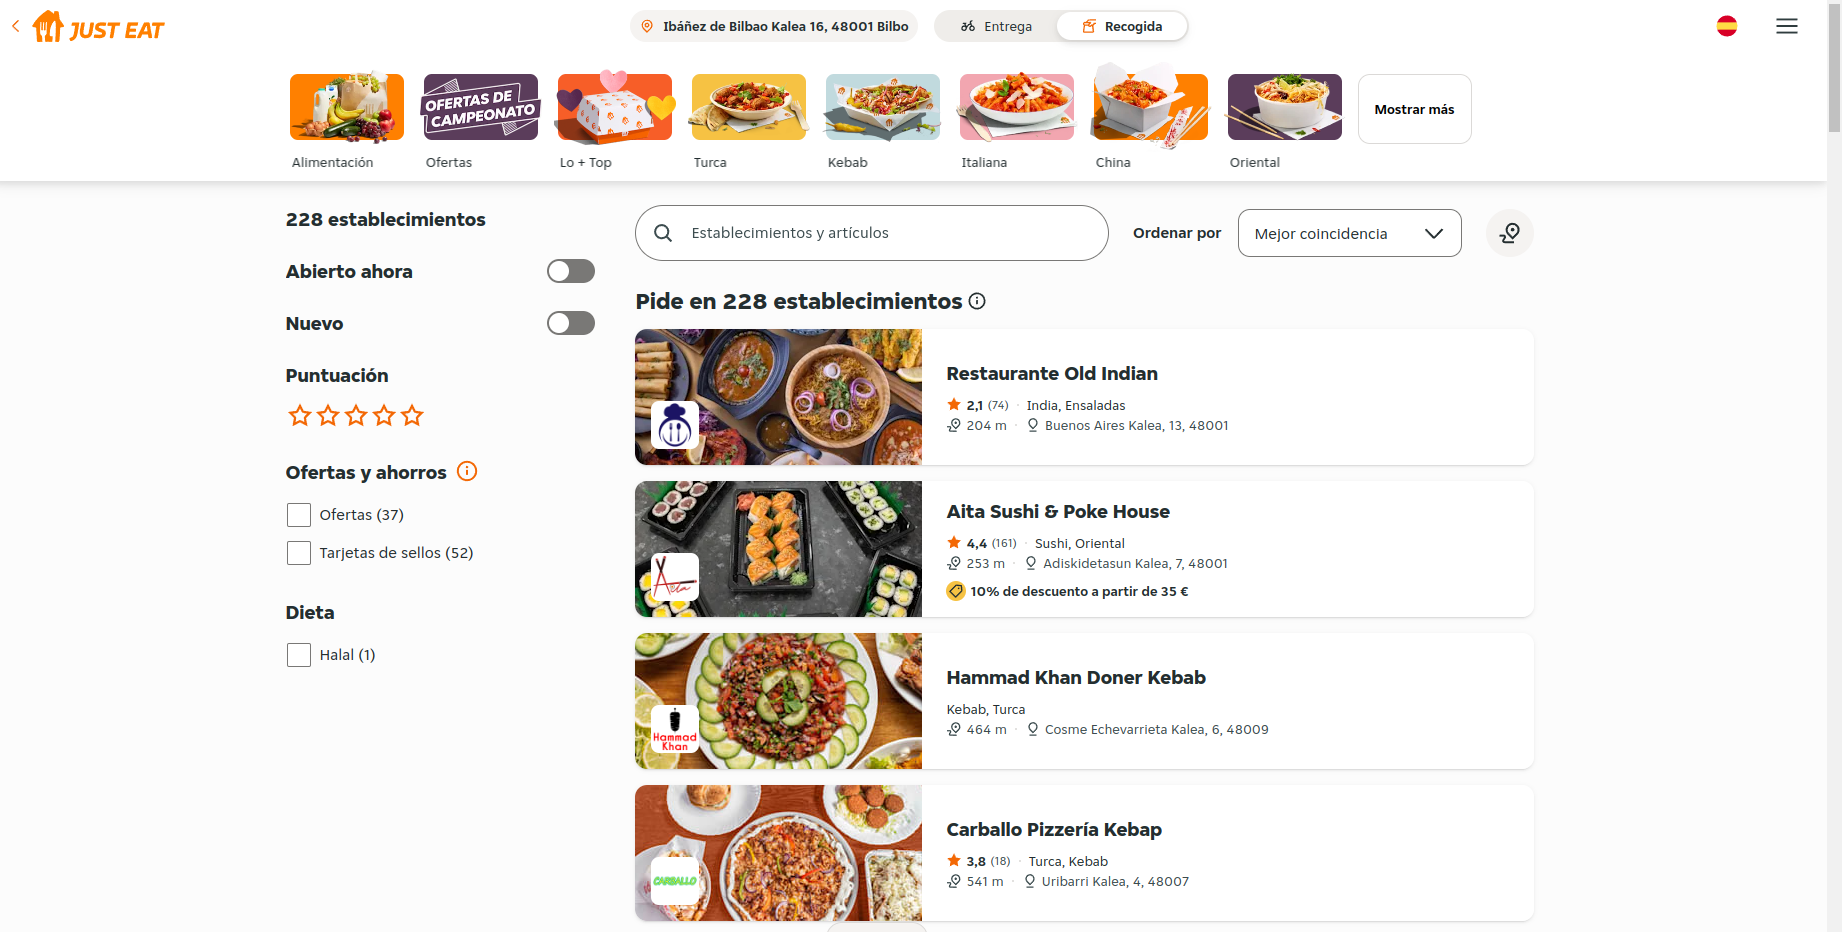 JUST EAT
Ibáñez de Bilbao Kalea 16, 48001 Bilbo
Entrega
Recogida
OFERTAS DE
CAMPEONATO
Mostrar más
Alimentación
Ofertas
Lo + Top
Turca
Kebab
Italiana
China
Oriental
228 establecimientos
Abierto ahora
Nuevo
Puntuación
Ofertas y ahorros
Ofertas (37)
Tarjetas de sellos (52)
Dieta
Halal (1)
Establecimientos y artículos
Ordenar por
Mejor coincidencia
Pide en 228 establecimientos
Restaurante Old Indian
2,1 (74) · India, Ensaladas
204 m · Buenos Aires Kalea, 13, 48001
Aita
Aita Sushi & Poke House
4,4 (161) · Sushi, Oriental
253 m · Adiskidetasun Kalea, 7, 48001
10% de descuento a partir de 35 €
Hammad
Khan
Hammad Khan Doner Kebab
Kebab, Turca
464 m · Cosme Echevarrieta Kalea, 6, 48009
CARBALLO
Carballo Pizzería Kebap
3,8 (18) · Turca, Kebab
541 m · Uribarri Kalea, 4, 48007